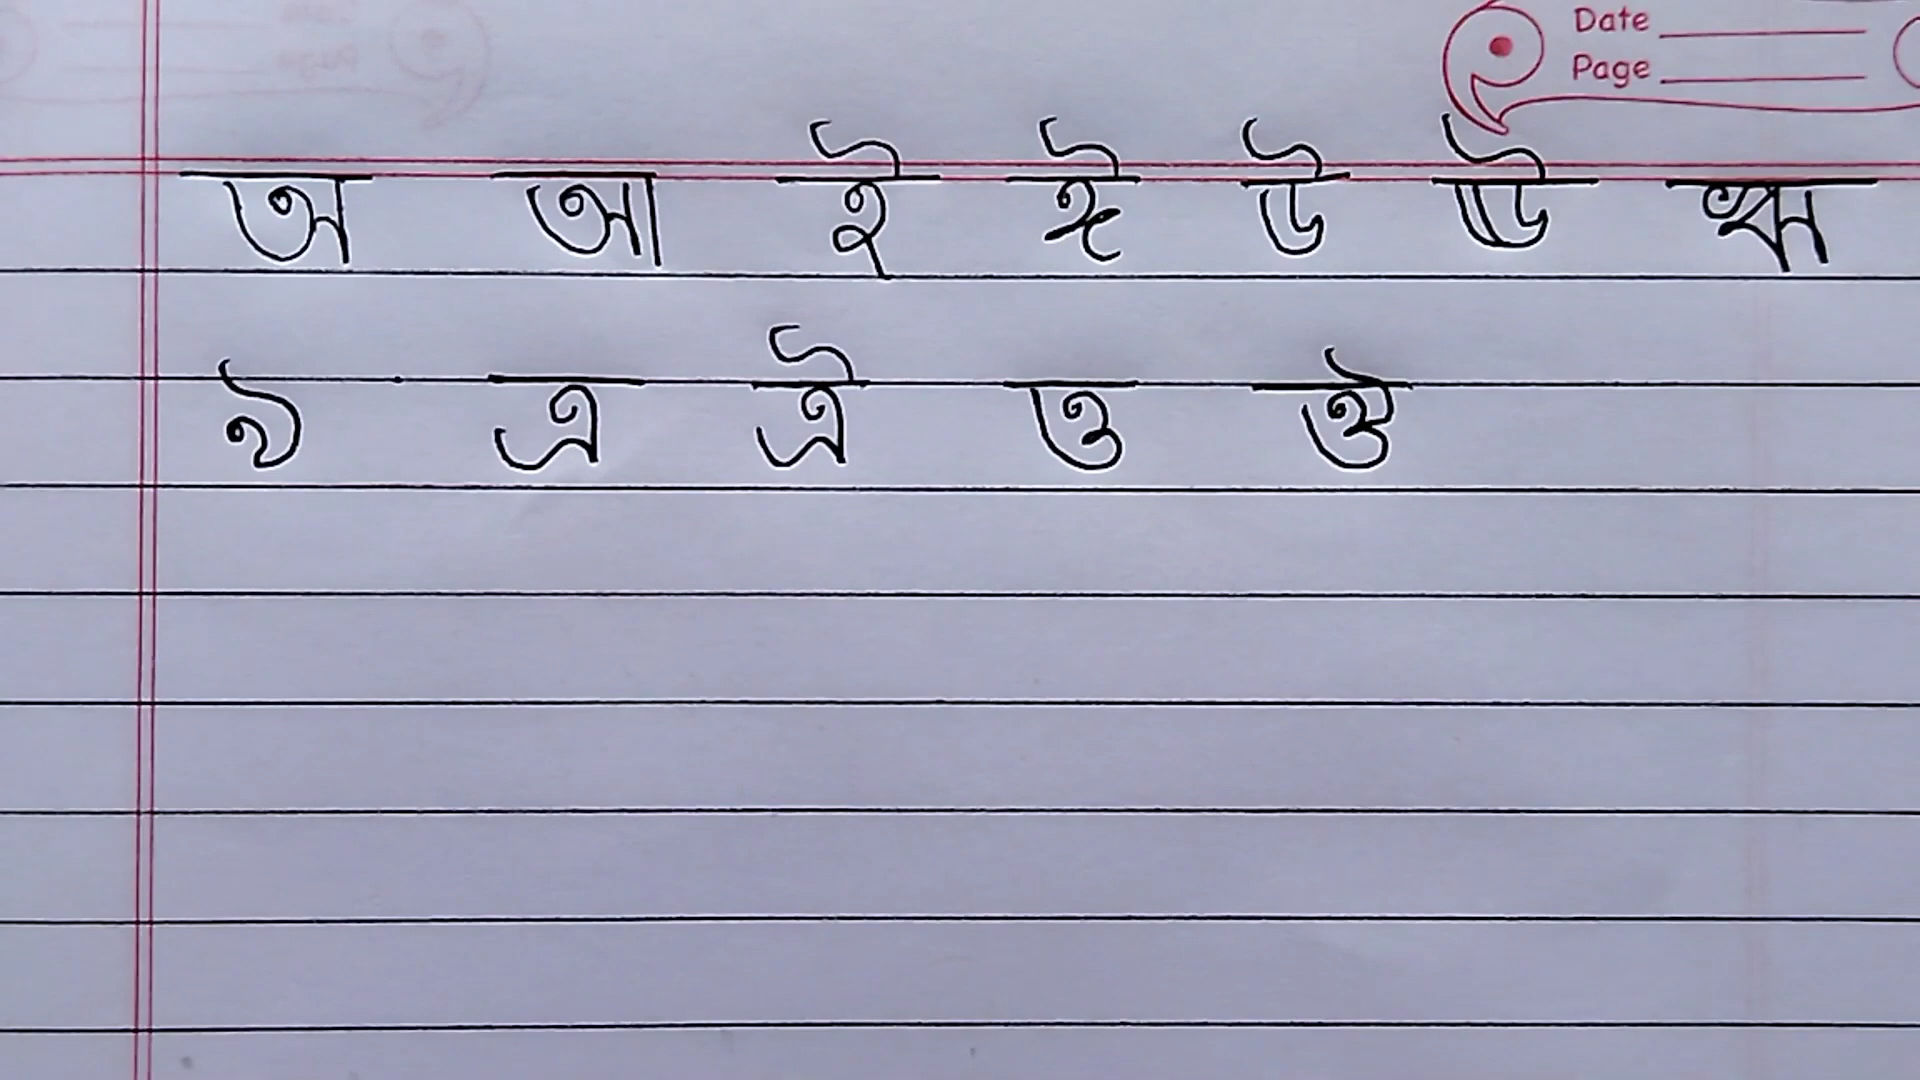 Date
Page
অ আ ই ঈ উ ঊ ঋ
ঌ এ ঐ ও ঔ